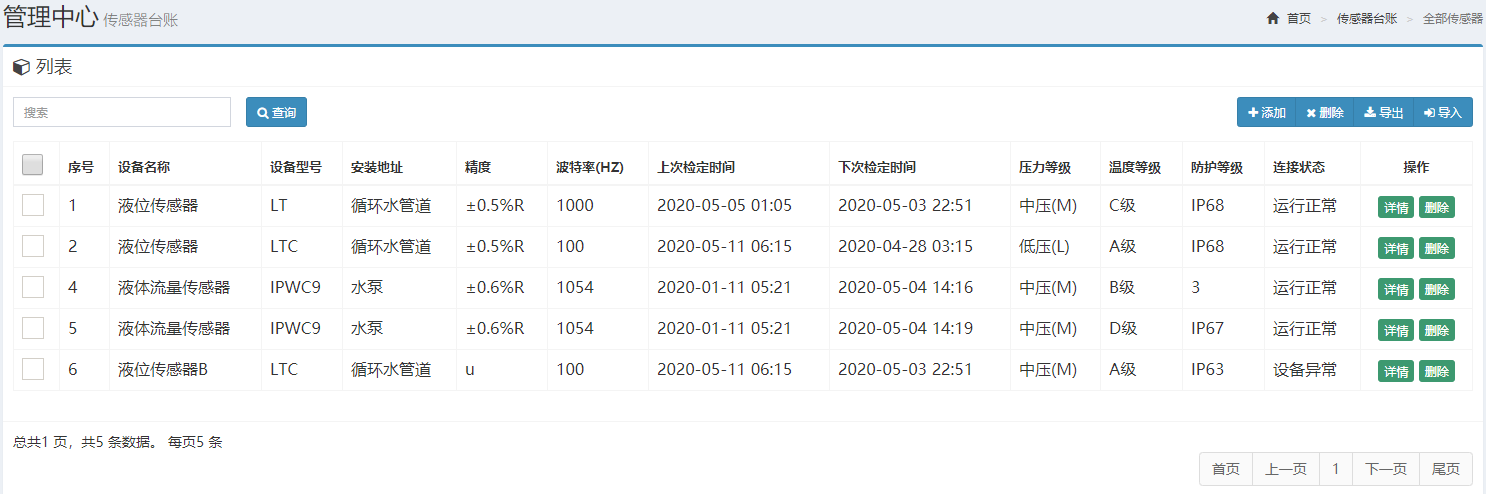 管理中心 传感器台账
首页 > 传感器台账 > 全部传感器
列表
搜索 查询 添加 删除 导出 导入
序号 设备名称 设备型号 安装地址 精度 波特率(HZ) 上次检定时间 下次检定时间 压力等级 温度等级 防护等级 连接状态 操作
1 液位传感器 LT 循环水管道 ±0.5%R 1000 2020-05-05 01:05 2020-05-03 22:51 中压(M) C级 IP68 运行正常 详情 删除
2 液位传感器 LTC 循环水管道 ±0.5%R 100 2020-05-11 06:15 2020-04-28 03:15 低压(L) A级 IP68 运行正常 详情 删除
4 液体流量传感器 IPWC9 水泵 ±0.6%R 1054 2020-01-11 05:21 2020-05-04 14:16 中压(M) B级 3 运行正常 详情 删除
5 液体流量传感器 IPWC9 水泵 ±0.6%R 1054 2020-01-11 05:21 2020-05-04 14:19 中压(M) D级 IP67 运行正常 详情 删除
6 液位传感器B LTC 循环水管道 u 100 2020-05-11 06:15 2020-05-03 22:51 中压(M) A级 IP63 设备异常 详情 删除
总共1 页，共5 条数据。 每页5 条
首页 上一页 1 下一页 尾页